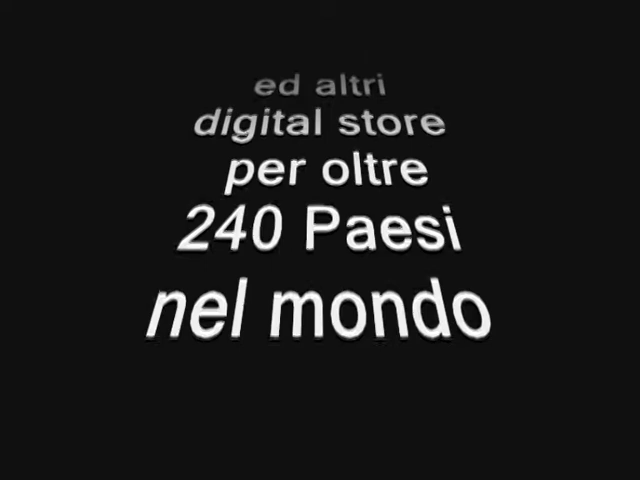 ed altri
digital store
per oltre
240 Paesi
nel mondo